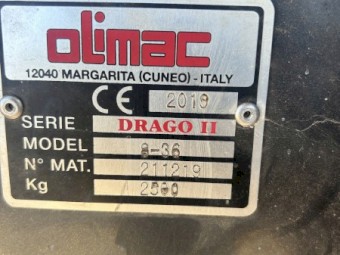 olimac
12040 MARGARITA (CUNEO) - ITALY
CE 2019
SERIE DRAGO II
MODEL 8-36
N° MAT. 211219
Kg 2500